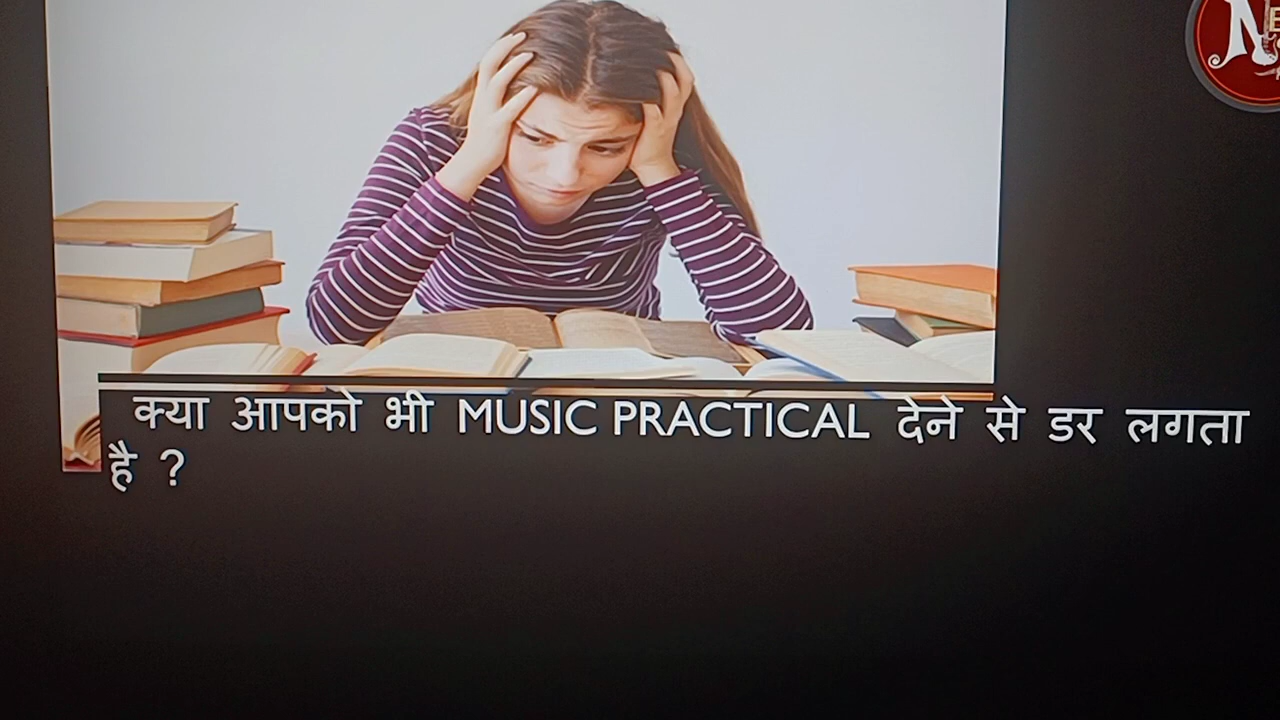 क्या आपको भी MUSIC PRACTICAL देने से डर लगता
है ?